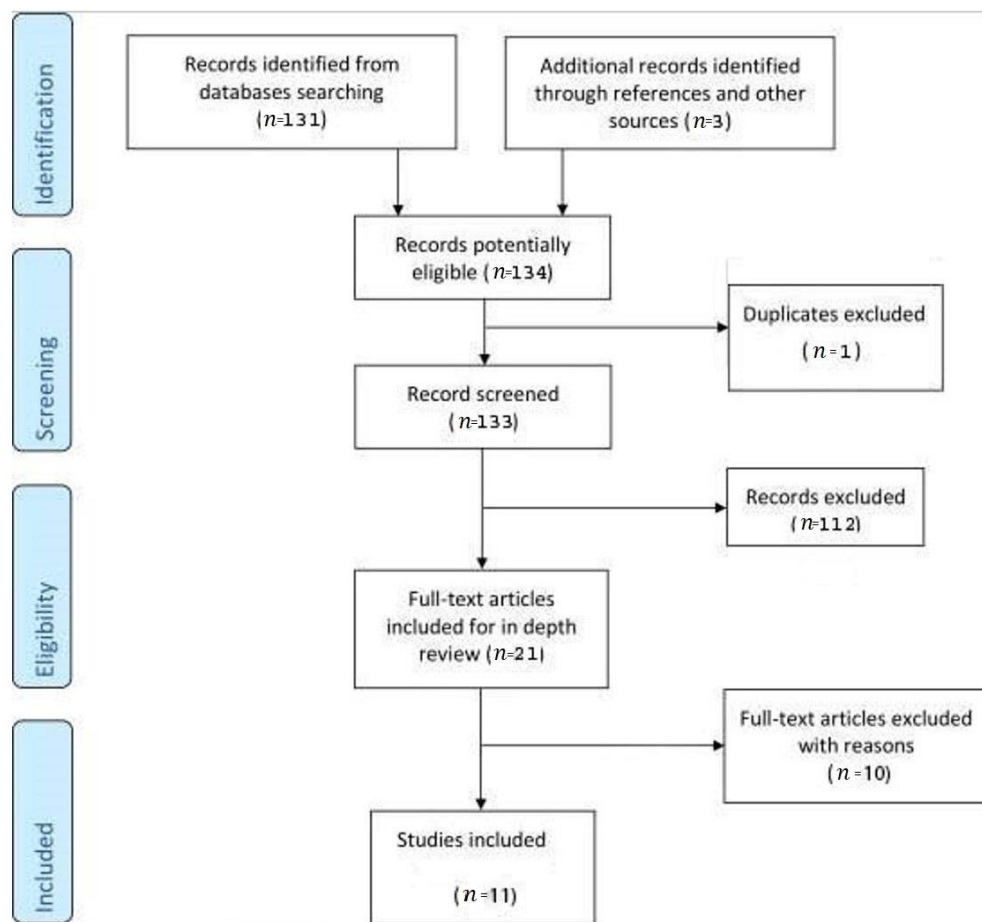 Identification
Records identified from
databases searching
(n=131)
Additional records identified
through references and other
sources (n=3)
Records potentially
eligible (n=134)
Screening
Duplicates excluded
(n=1)
Record screened
(n=133)
Eligibility
Records excluded
(n=112)
Full-text articles
included for in depth
review (n=21)
Included
Full-text articles excluded
with reasons
(n=10)
Studies included
(n=11)